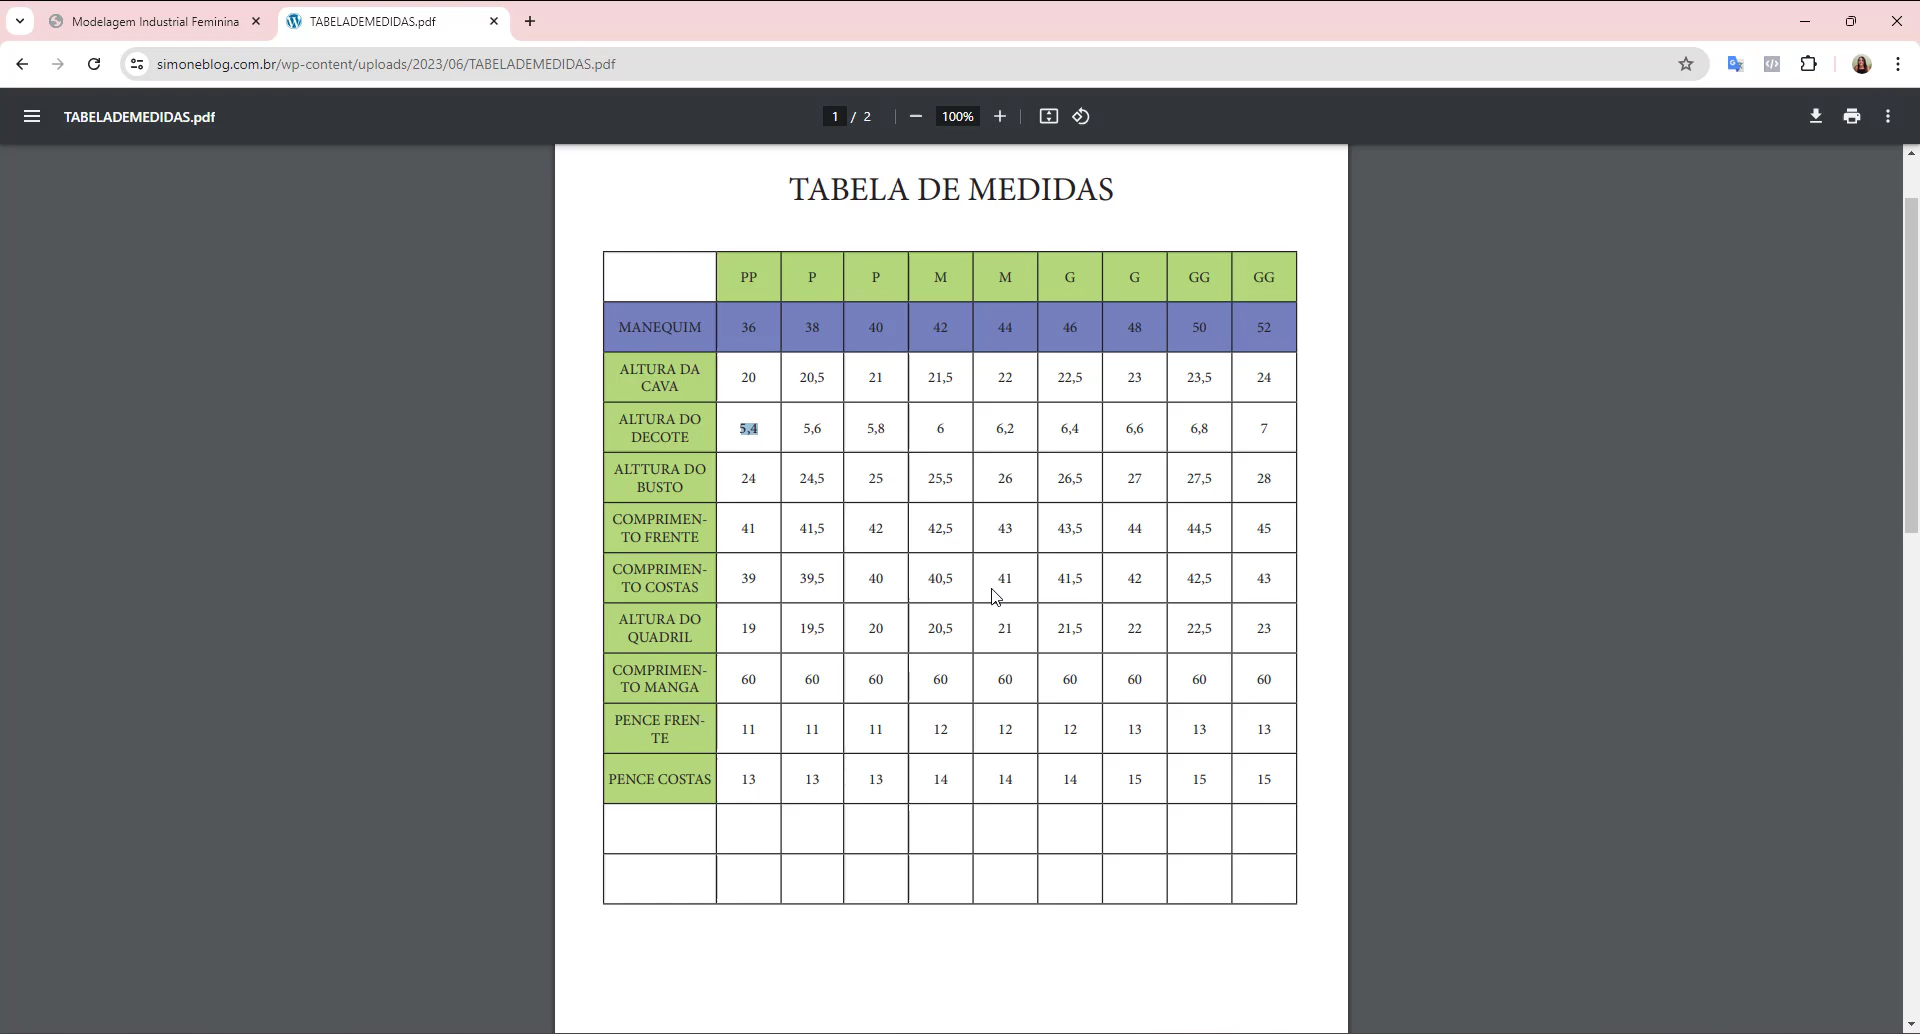 Modelagem Industrial Feminina
TABELADEMEDIDAS.pdf
simoneblog.com.br/wp-content/uploads/2023/06/TABELADEMEDIDAS.pdf
TABELADEMEDIDAS.pdf 1 / 2 100%
TABELA DE MEDIDAS
PP P P M M G G GG GG
MANEQUIM 36 38 40 42 44 46 48 50 52
ALTURA DA
CAVA 20 20,5 21 21,5 22 22,5 23 23,5 24
ALTURA DO
DECOTE 5,4 5,6 5,8 6 6,2 6,4 6,6 6,8 7
ALTTURA DO
BUSTO 24 24,5 25 25,5 26 26,5 27 27,5 28
COMPRIMEN-
TO FRENTE 41 41,5 42 42,5 43 43,5 44 44,5 45
COMPRIMEN-
TO COSTAS 39 39,5 40 40,5 41 41,5 42 42,5 43
ALTURA DO
QUADRIL 19 19,5 20 20,5 21 21,5 22 22,5 23
COMPRIMEN-
TO MANGA 60 60 60 60 60 60 60 60 60
PENCE FREN-
TE 11 11 11 12 12 12 13 13 13
PENCE COSTAS 13 13 13 14 14 14 15 15 15